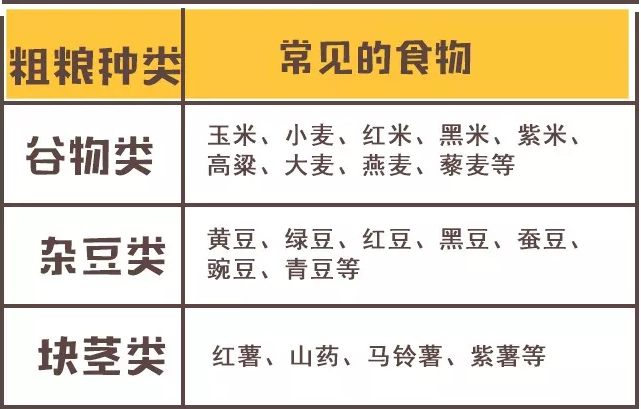 粗粮种类
常见的食物
谷物类
玉米、小麦、红米、黑米、紫米、
高粱、大麦、燕麦、藜麦等
杂豆类
黄豆、绿豆、红豆、黑豆、蚕豆、
豌豆、青豆等
块茎类
红薯、山药、马铃薯、紫薯等